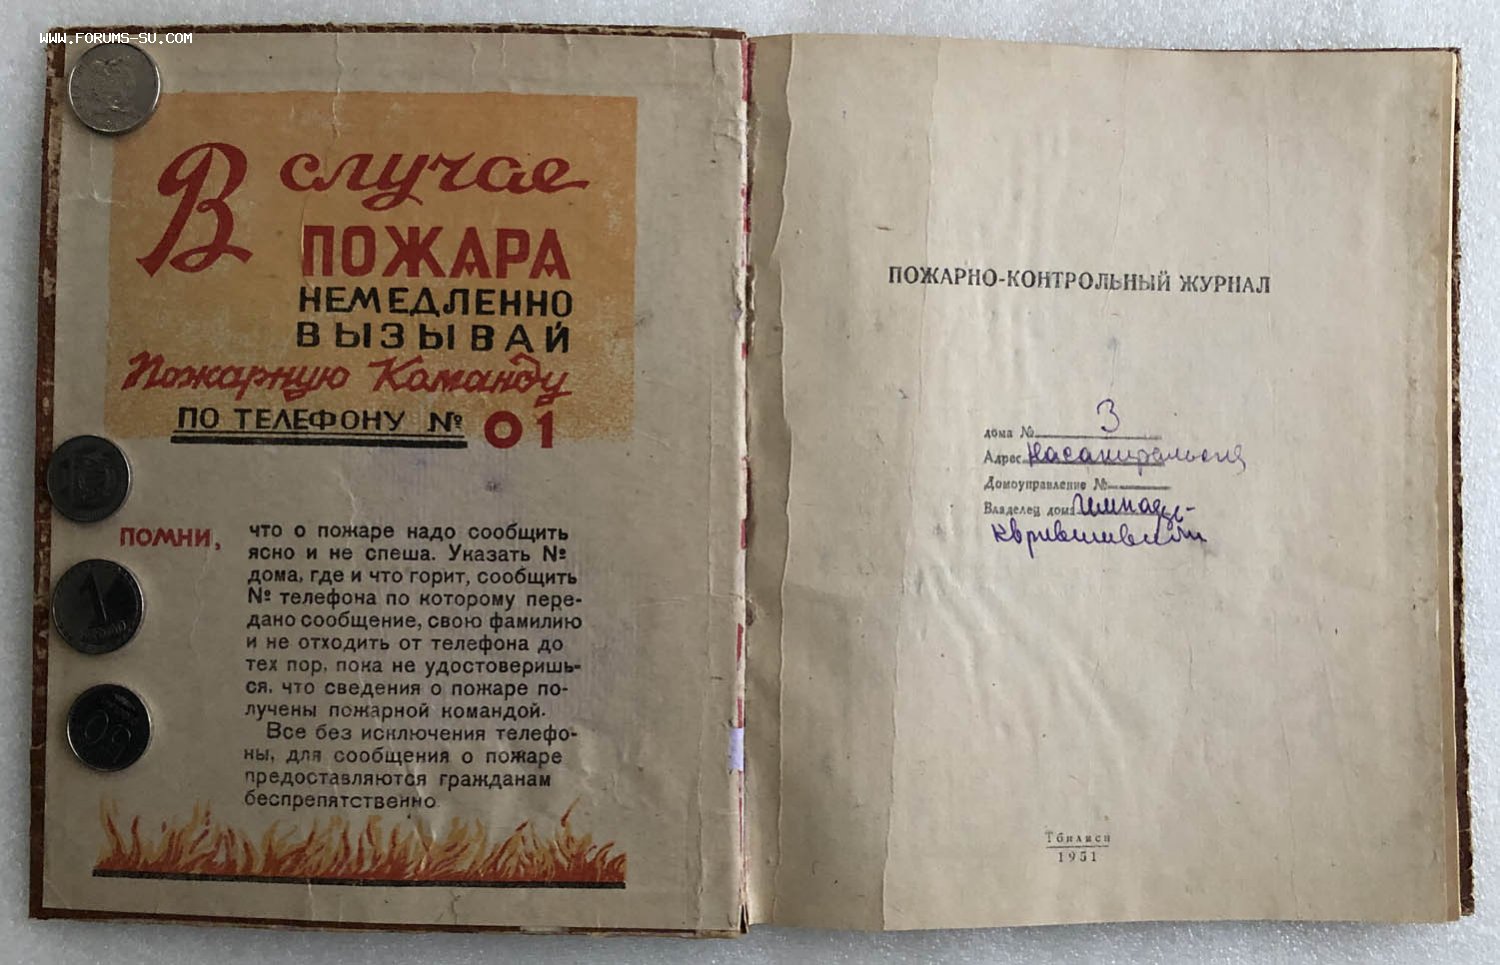 WWW.FORUMS-SU.COM
В случае
ПОЖАРА
НЕМЕДЛЕННО
ВЫЗЫВАЙ
Пожарную Команду
ПО ТЕЛЕФОНУ № 01
ПОМНИ, что о пожаре надо сообщить
ясно и не спеша. Указать №
дома, где и что горит, сообщить
№ телефона по которому пере-
дано сообщение, свою фамилию
и не отходить от телефона до
тех пор, пока не удостоверишь-
ся, что сведения о пожаре по-
лучены пожарной командой.
Все без исключения телефо-
ны, для сообщения о пожаре
предоставляются гражданам
беспрепятственно.
1
60
ПОЖАРНО-КОНТРОЛЬНЫЙ ЖУРНАЛ
дома № 3
Адрес
Домоуправление №
Владелец дома
Тбилиси
1951